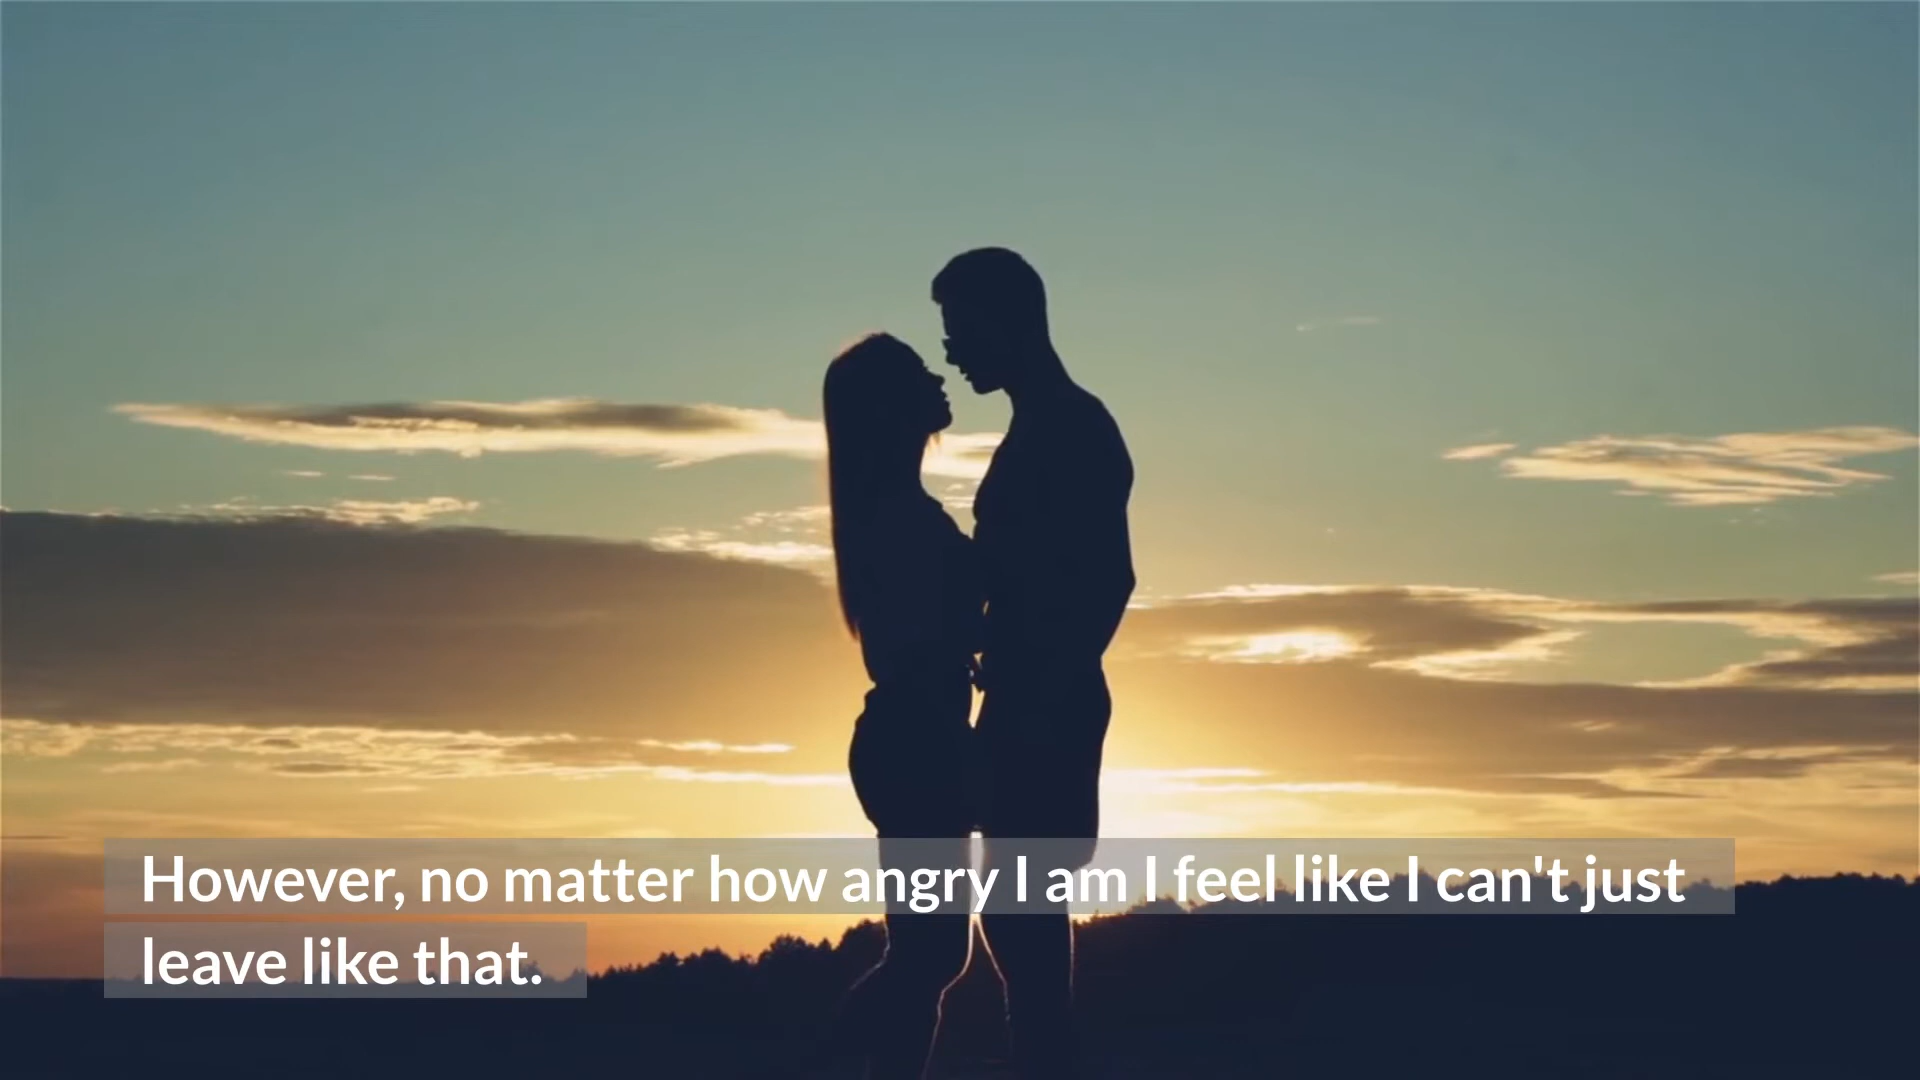 However, no matter how angry I am I feel like I can't just
leave like that.